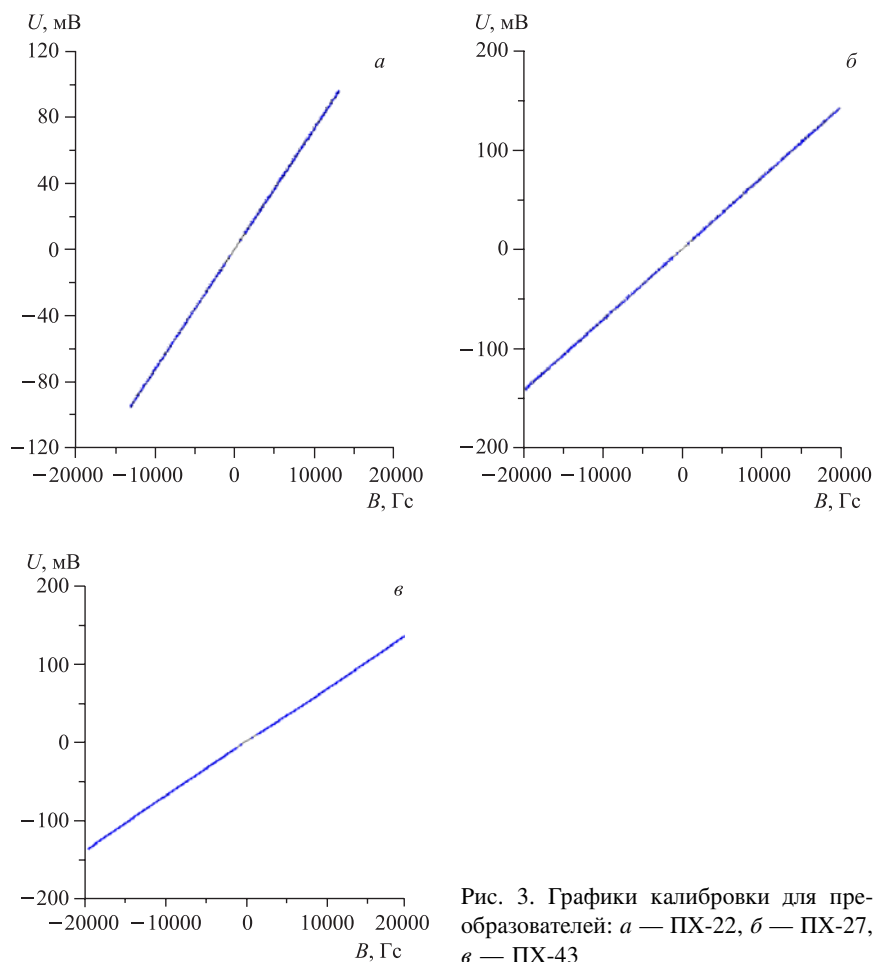 U, мВ
120
80
40
0
−40
−80
−120
−20000 −10000 0 10000 20000
B, Гс
а
U, мВ
200
100
0
−100
−200
−20000 −10000 0 10000 20000
B, Гс
б
U, мВ
200
100
0
−100
−200
−20000 −10000 0 10000 20000
B, Гс
в
Рис. 3. Графики калибровки для пре-
образователей: а — ПХ-22, б — ПХ-27,
в — ПХ-43